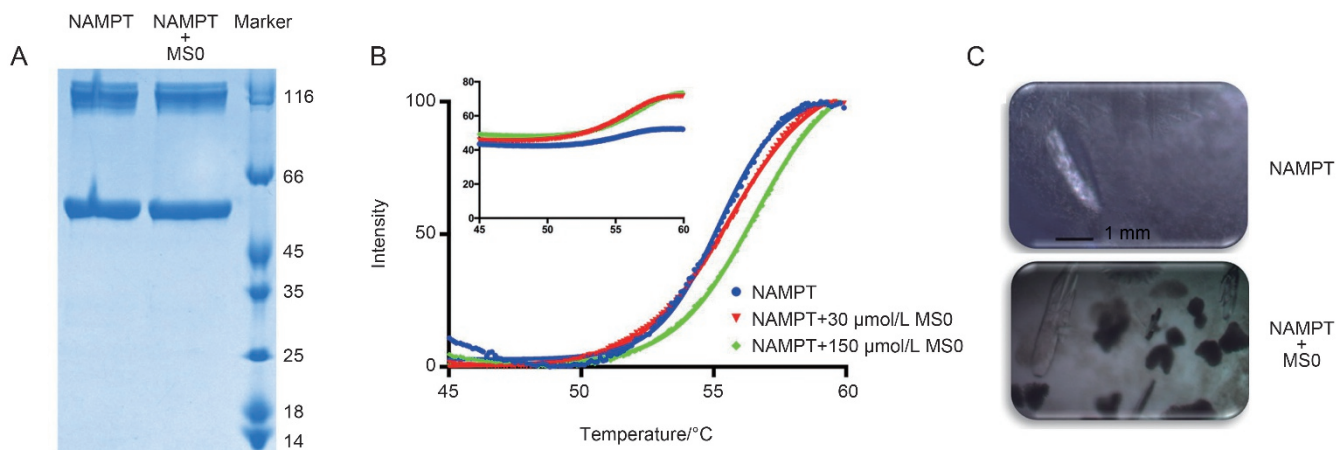 NAMPT
NAMPT
+
MS0
Marker
A
116
66
45
35
25
18
14
B
80
60
40
20
0
45
50
55
60
100
50
0
Intensity
NAMPT
NAMPT+30 μmol/L MS0
NAMPT+150 μmol/L MS0
45
50
55
60
Temperature/°C
C
1 mm
NAMPT
NAMPT
+
MS0